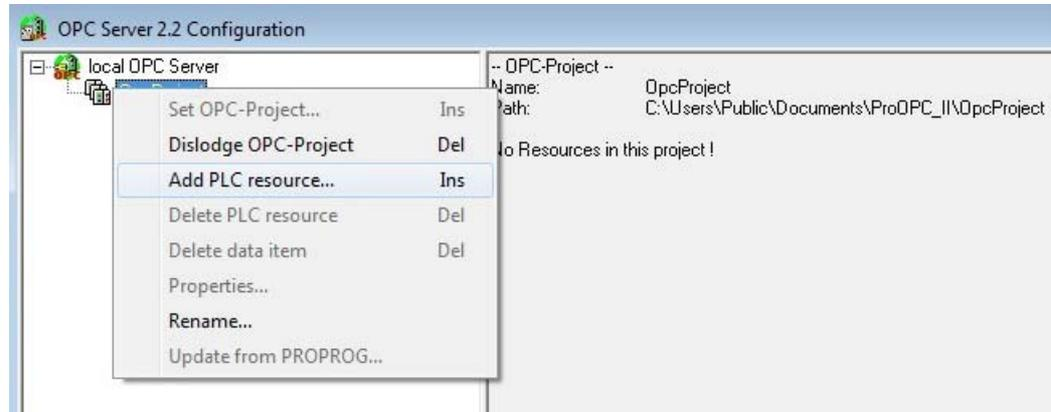 OPC Server 2.2 Configuration
local OPC Server
Set OPC-Project... Ins
Dislodge OPC-Project Del
Add PLC resource... Ins
Delete PLC resource Del
Delete data item Del
Properties...
Rename...
Update from PROPROG...
-- OPC-Project --
Name: OpcProject
Path: C:\Users\Public\Documents\ProOPC_II\OpcProject
No Resources in this project !